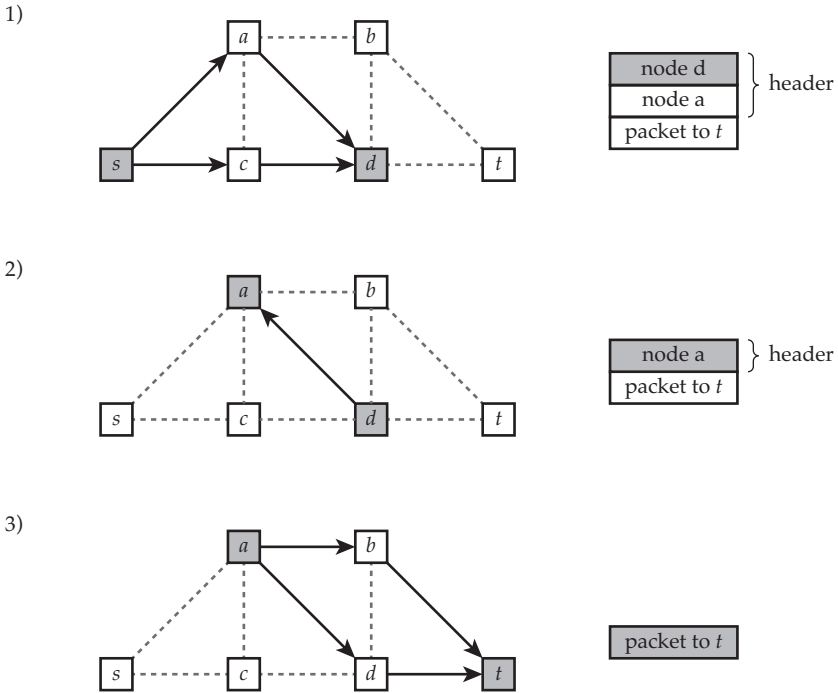 1)
a
b
s
c
d
t
node d
node a
packet to t
header
2)
a
b
s
c
d
t
node a
packet to t
header
3)
a
b
s
c
d
t
packet to t